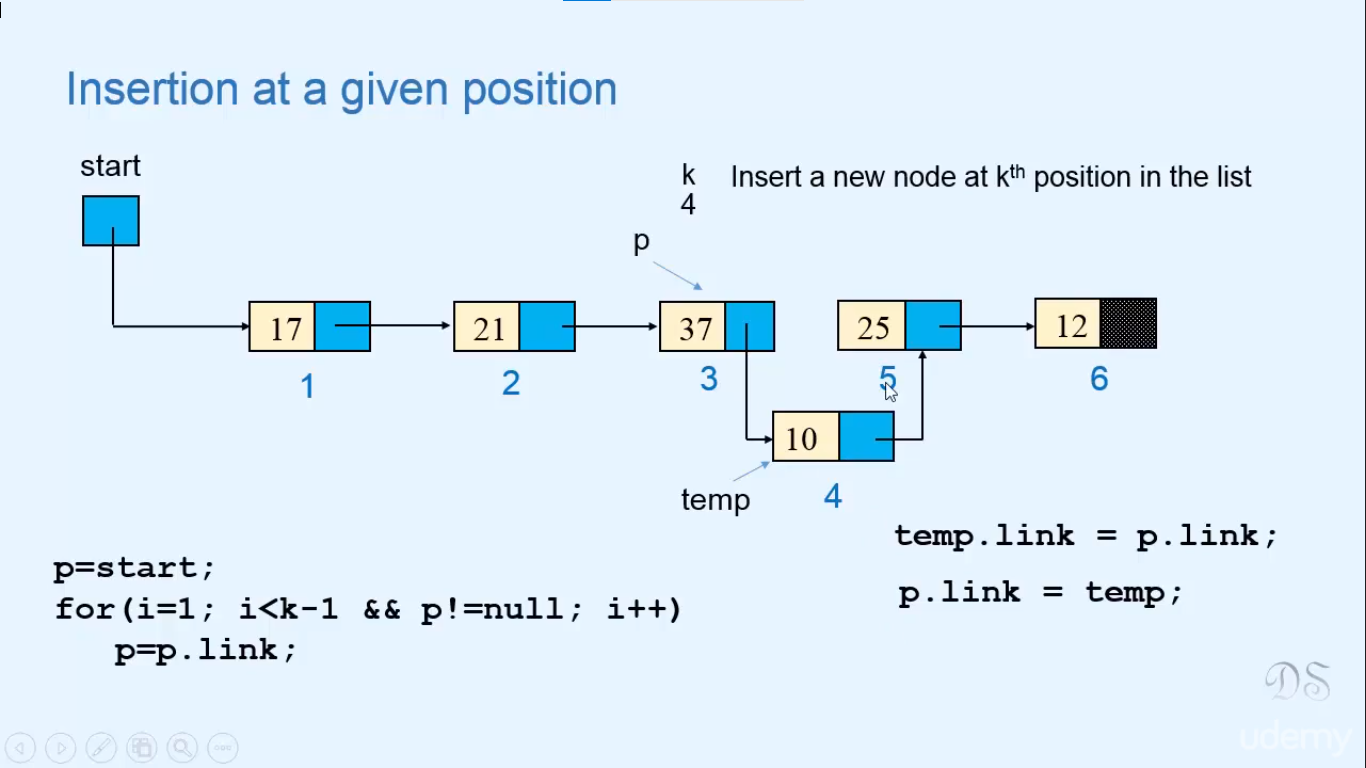 Insertion at a given position
start
k Insert a new node at kth position in the list
4
p
17 21 37 25 12
1 2 3 5 6
10
temp 4
temp.link = p.link;
p=start;
p.link = temp;
for(i=1; i<k-1 && p!=null; i++)
p=p.link;
DS
udemy